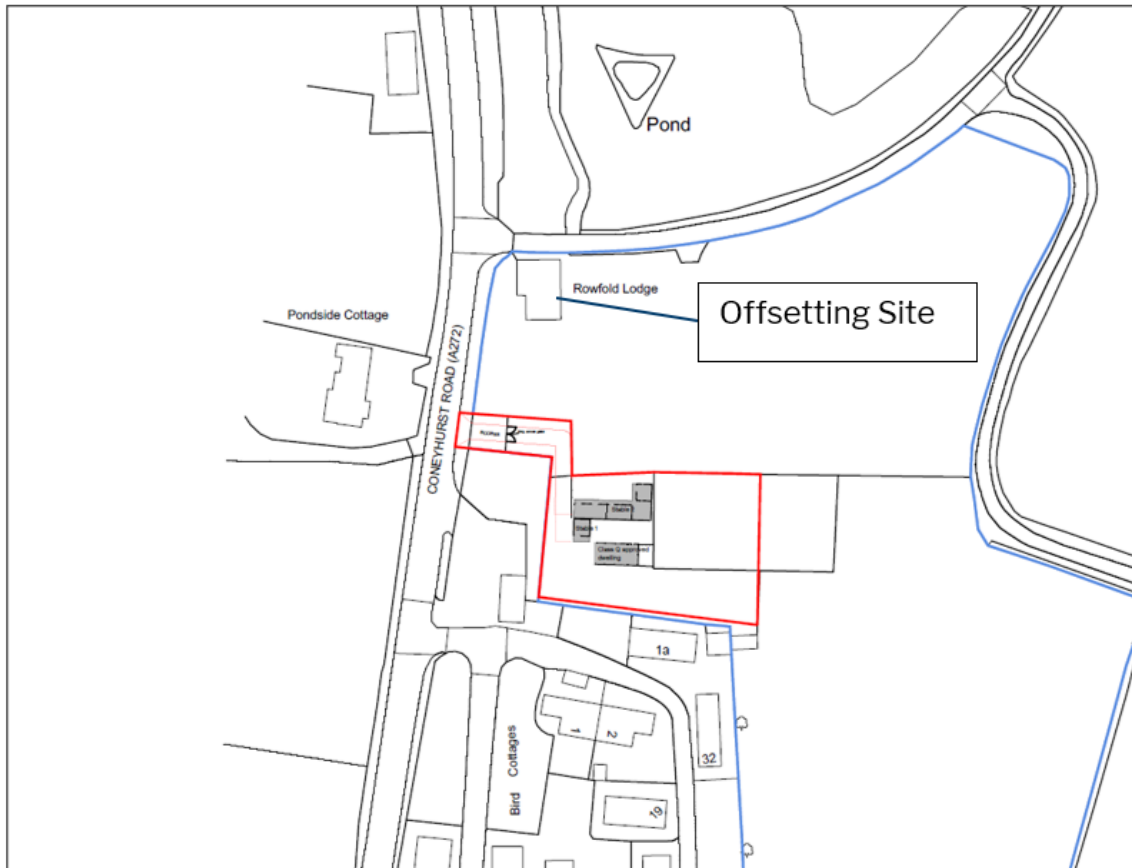 Pond
Rowfold Lodge
Offsetting Site
Pondside Cottage
CONEYHURST ROAD (A272)
Stable
Stable 1
Class Q approved
dwelling
1a
1
2
32
Bird Cottages
19